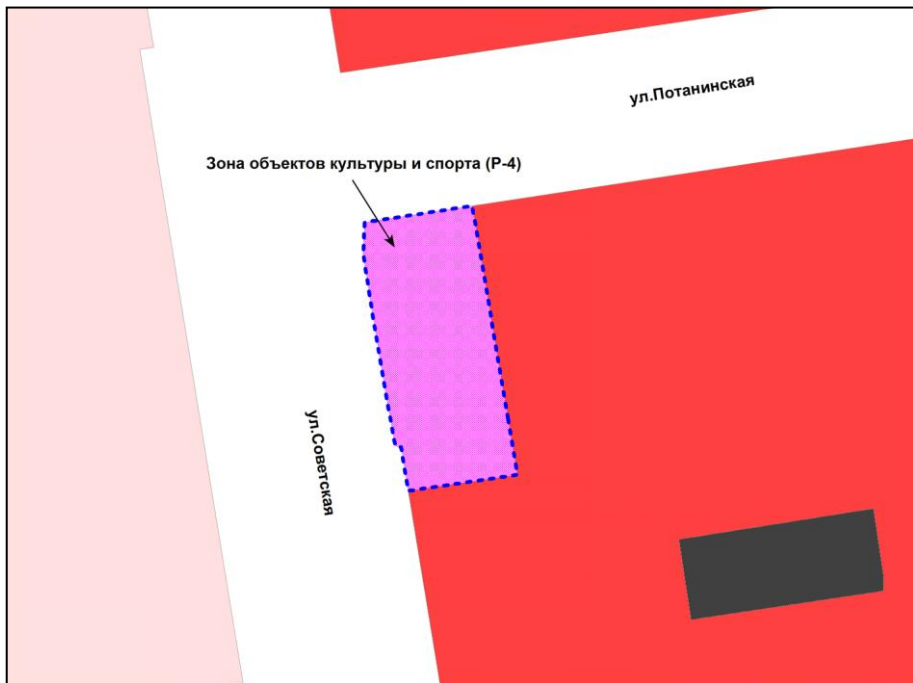 ул.Потанинская
Зона объектов культуры и спорта (Р-4)
ул.Советская